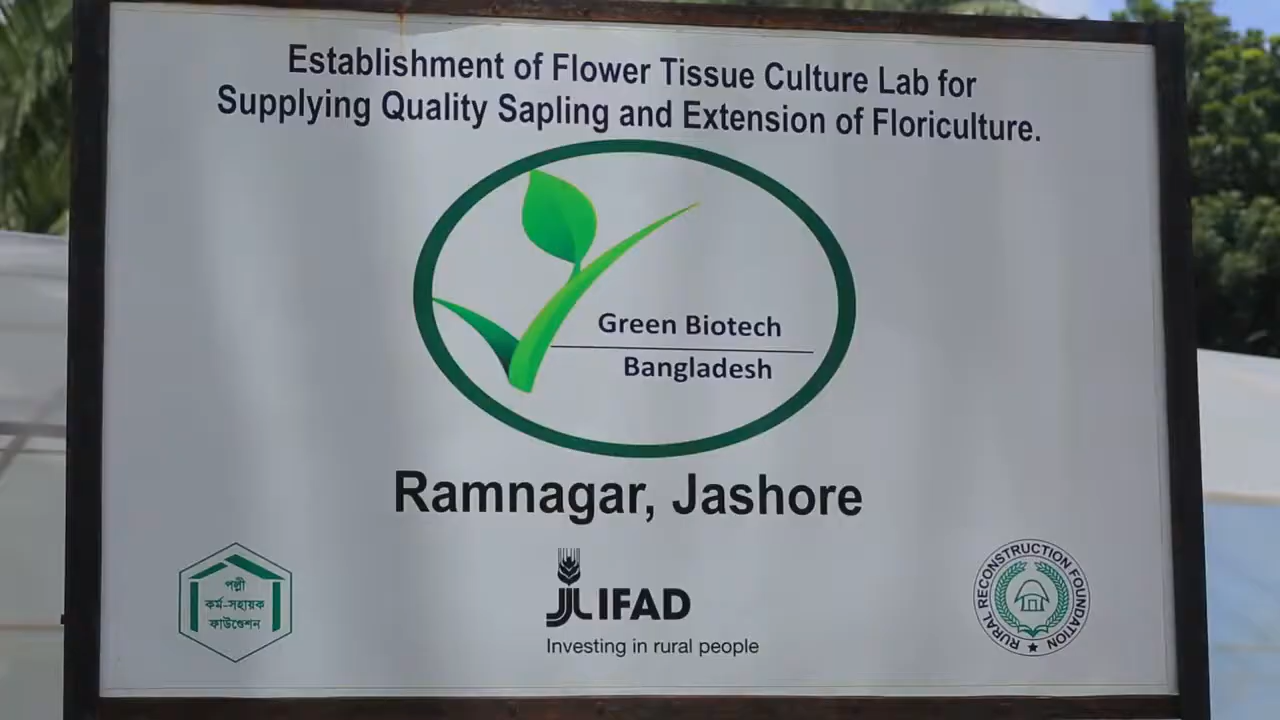 Establishment of Flower Tissue Culture Lab for
Supplying Quality Sapling and Extension of Floriculture.
Green Biotech
Bangladesh
Ramnagar, Jashore
পল্লী
কর্ম-সহায়ক
ফাউণ্ডেশন
IFAD
Investing in rural people
RURAL RECONSTRUCTION FOUNDATION